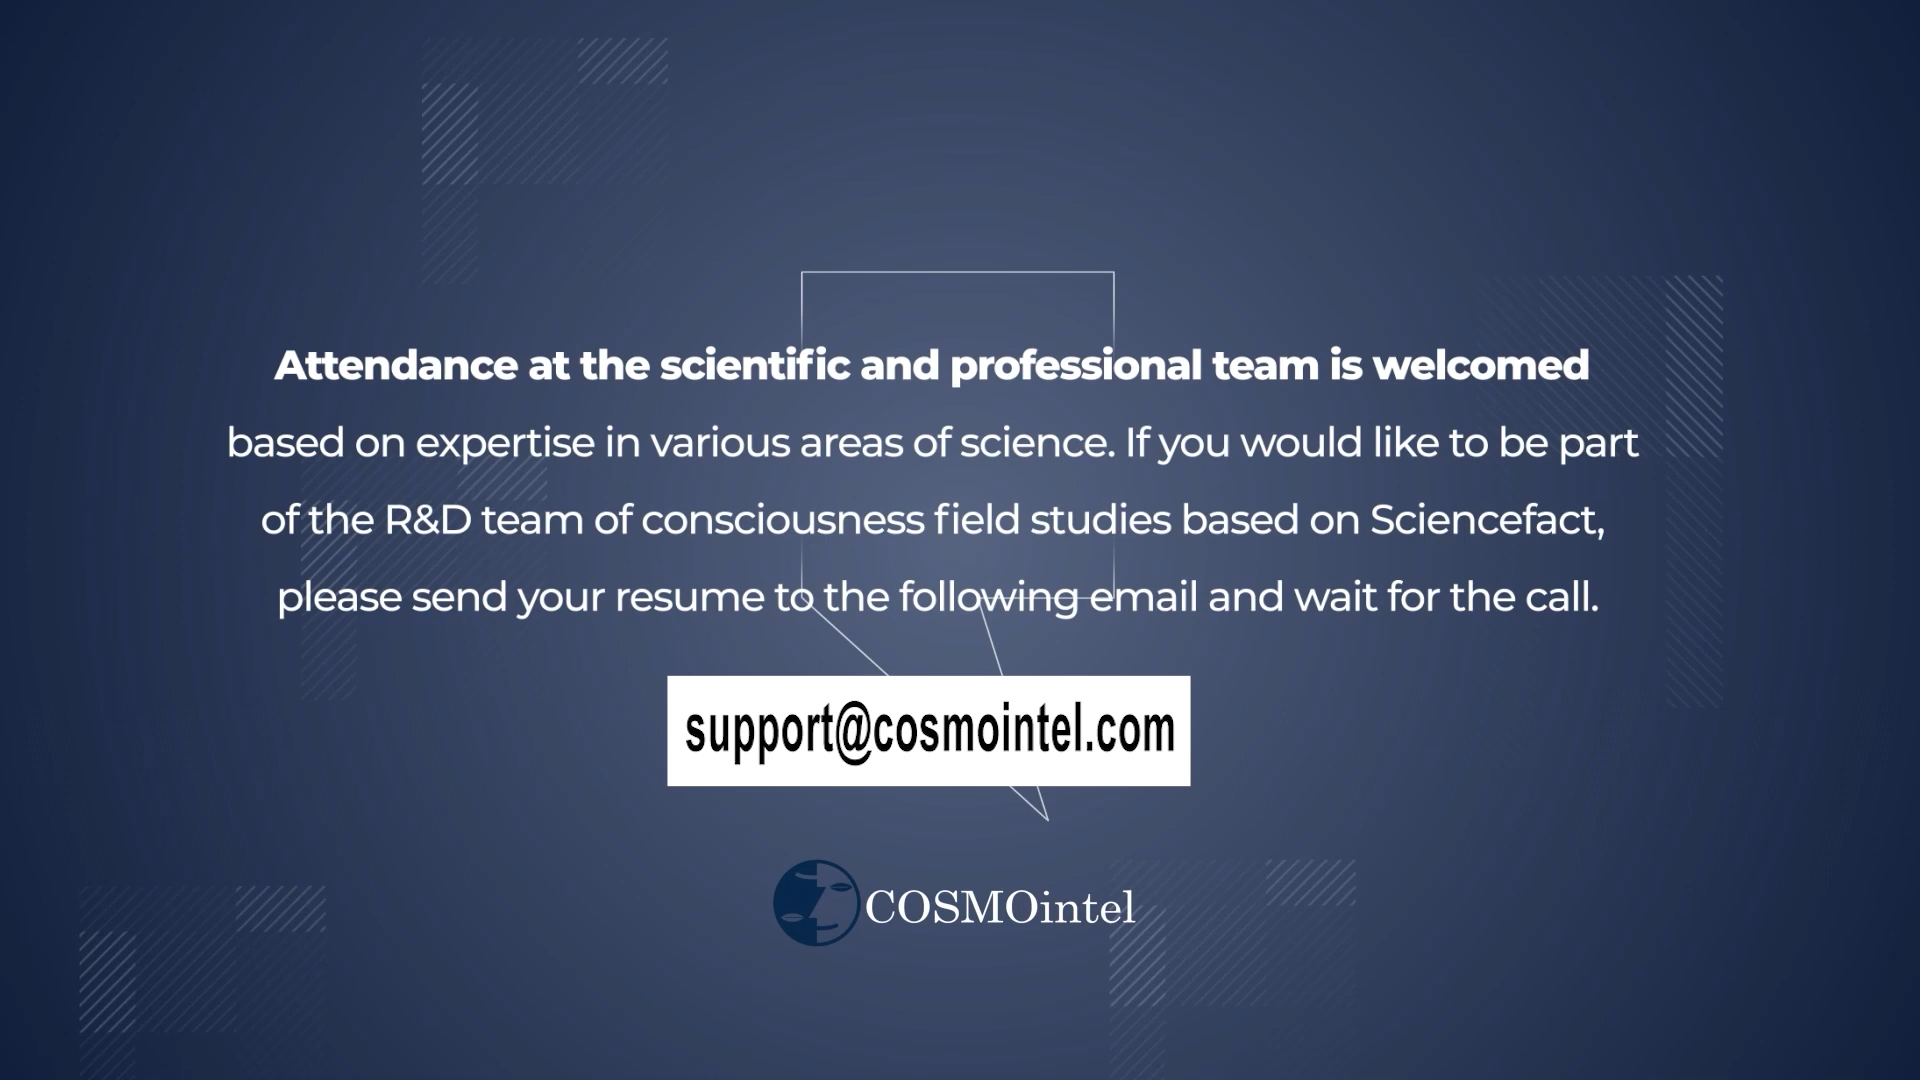 Attendance at the scientific and professional team is welcomed
based on expertise in various areas of science. If you would like to be part
of the R&D team of consciousness field studies based on Sciencefact,
please send your resume to the following email and wait for the call.
support@cosmointel.com
COSMOintel